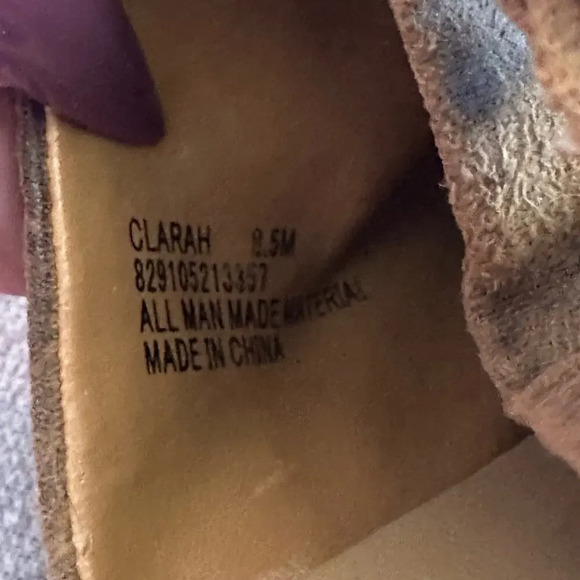 CLARAH 8.5M
829105213357
ALL MAN MADE MATERIAL
MADE IN CHINA